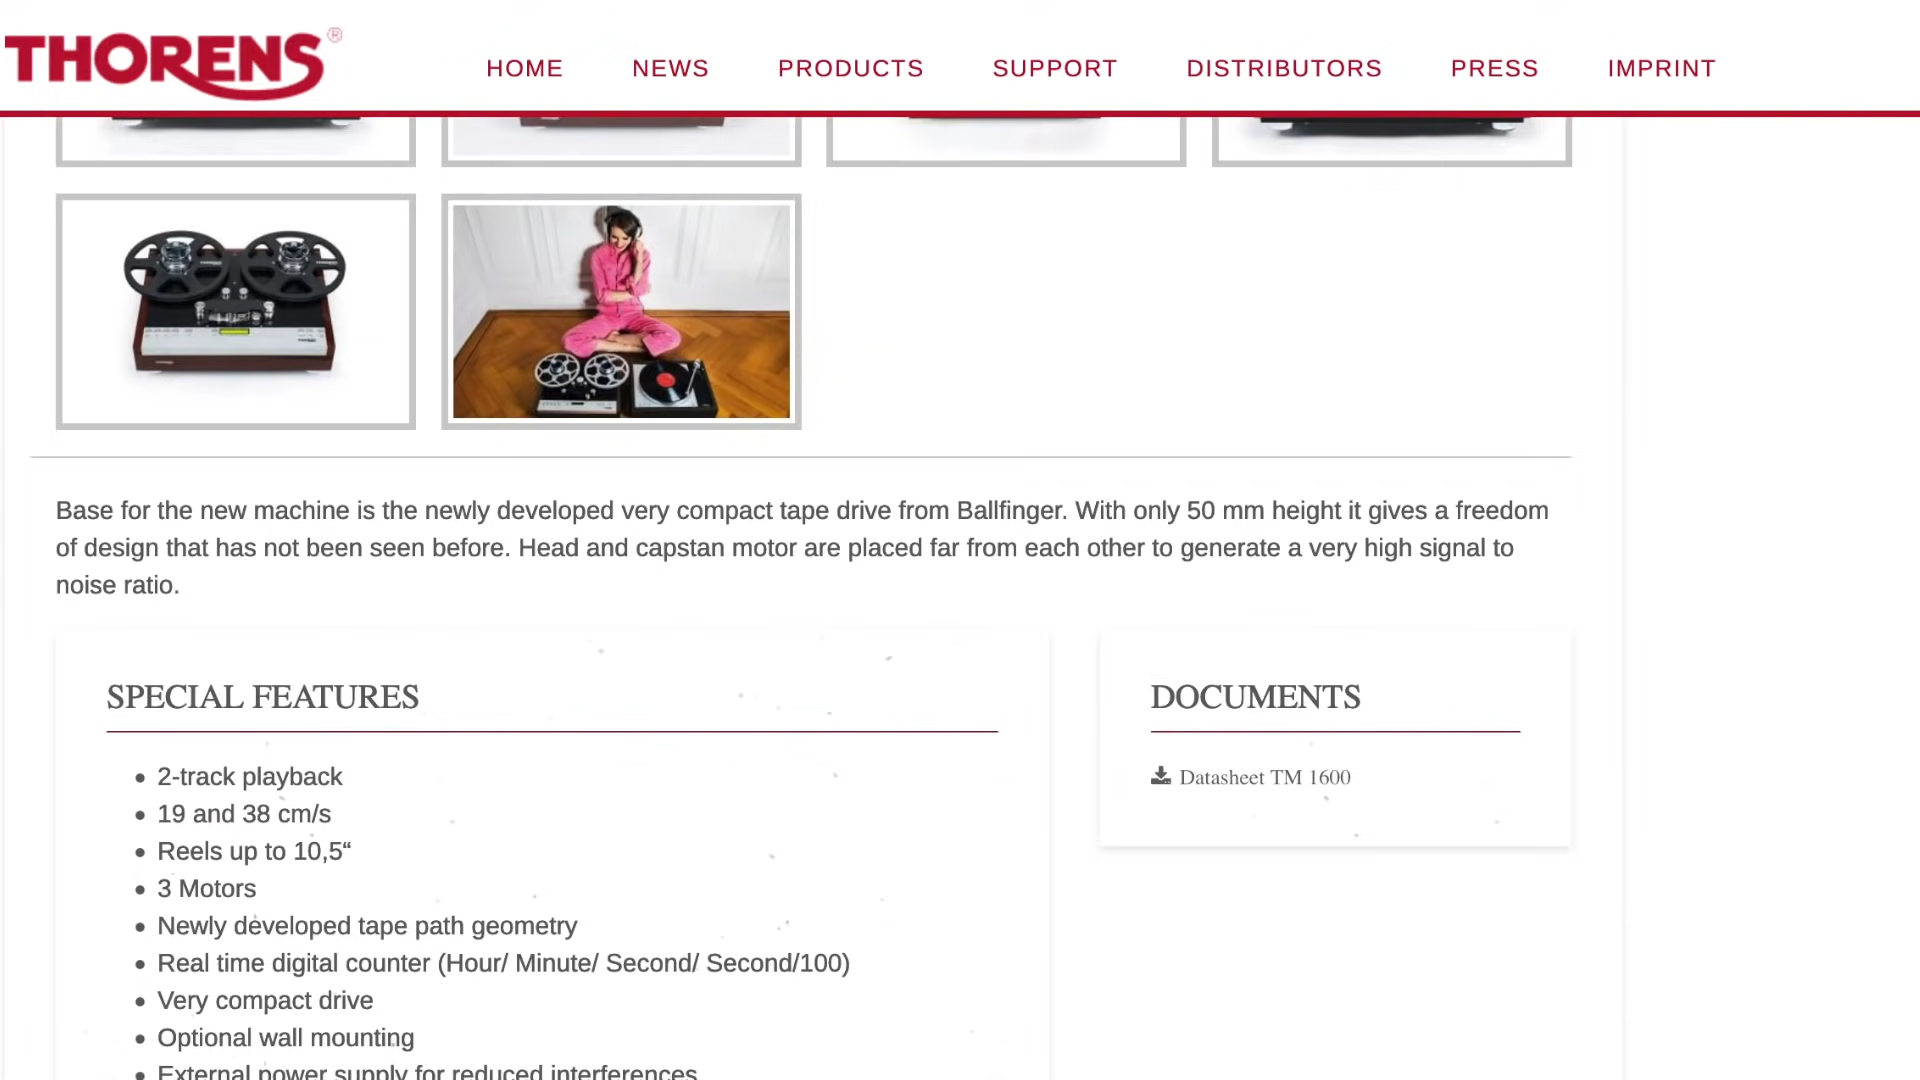 THORENS®
HOME NEWS PRODUCTS SUPPORT DISTRIBUTORS PRESS IMPRINT
Base for the new machine is the newly developed very compact tape drive from Ballfinger. With only 50 mm height it gives a freedom
of design that has not been seen before. Head and capstan motor are placed far from each other to generate a very high signal to
noise ratio.
SPECIAL FEATURES
• 2-track playback
• 19 and 38 cm/s
• Reels up to 10,5“
• 3 Motors
• Newly developed tape path geometry
• Real time digital counter (Hour/ Minute/ Second/ Second/100)
• Very compact drive
• Optional wall mounting
• External power supply for reduced interferences
DOCUMENTS
Datasheet TM 1600